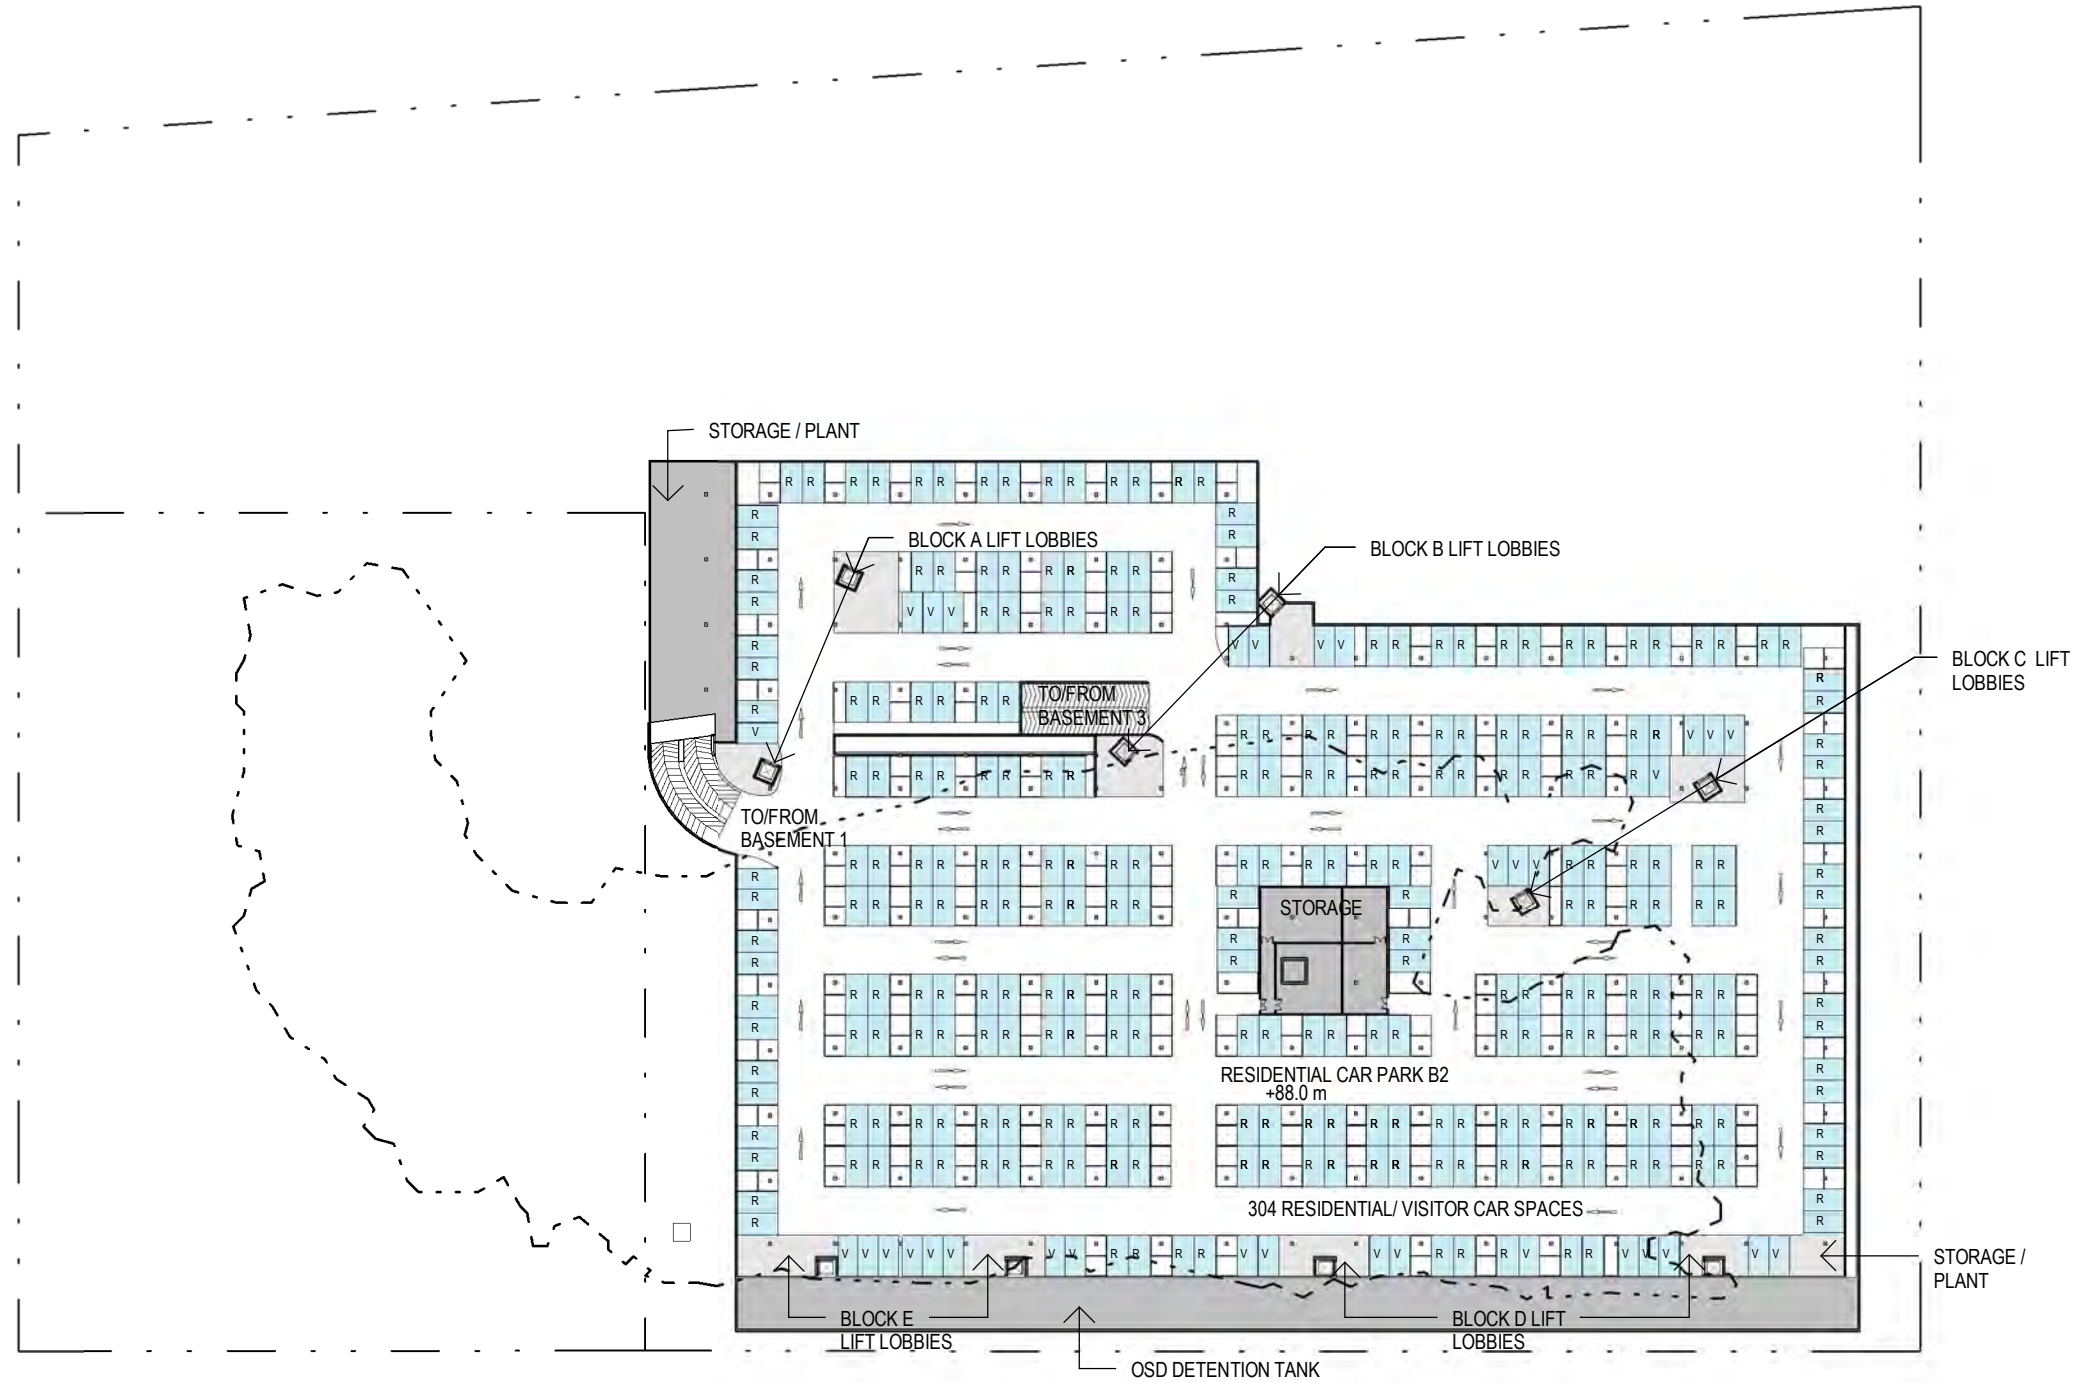 STORAGE / PLANT
R R R R R R R R R R R R R R
R R
R R
BLOCK A LIFT LOBBIES
BLOCK B LIFT LOBBIES
R R R R R R R R
R R
R R
V V V R R R R R R
R R
V V V V R R R R R R R R R R R R R R
BLOCK C LIFT
LOBBIES
R R
R R R R R R
R
V
TO/FROM
BASEMENT 3
R R R R R R R R R R R R R R V V V
R R R R R R R R
R R R R R R R R R R R R R V
TO/FROM
BASEMENT 1
R R R R R R R R
R R R R R R
V V V R R R R R R
R R
R R R R R R R R
R R
R R R R R R
STORAGE
R R
R R
R R
R R R R R R R R R R
R R R R R R R R
R R
R R R R R R R R R R
R R R R R R
R R R R R R R R
RESIDENTIAL CAR PARK B2
+88.0 m
R R
R R R R R R R R R R
R R R R R R R R R R R R R R R R
R R
R R R R R R R R R R
R R R R R R R R R R R R R R R R
R R
304 RESIDENTIAL/ VISITOR CAR SPACES
R R
V V V V V V V V R R R R V V
V V R R R V R R V V V V V
STORAGE /
PLANT
BLOCK E
LIFT LOBBIES
BLOCK D LIFT
LOBBIES
OSD DETENTION TANK